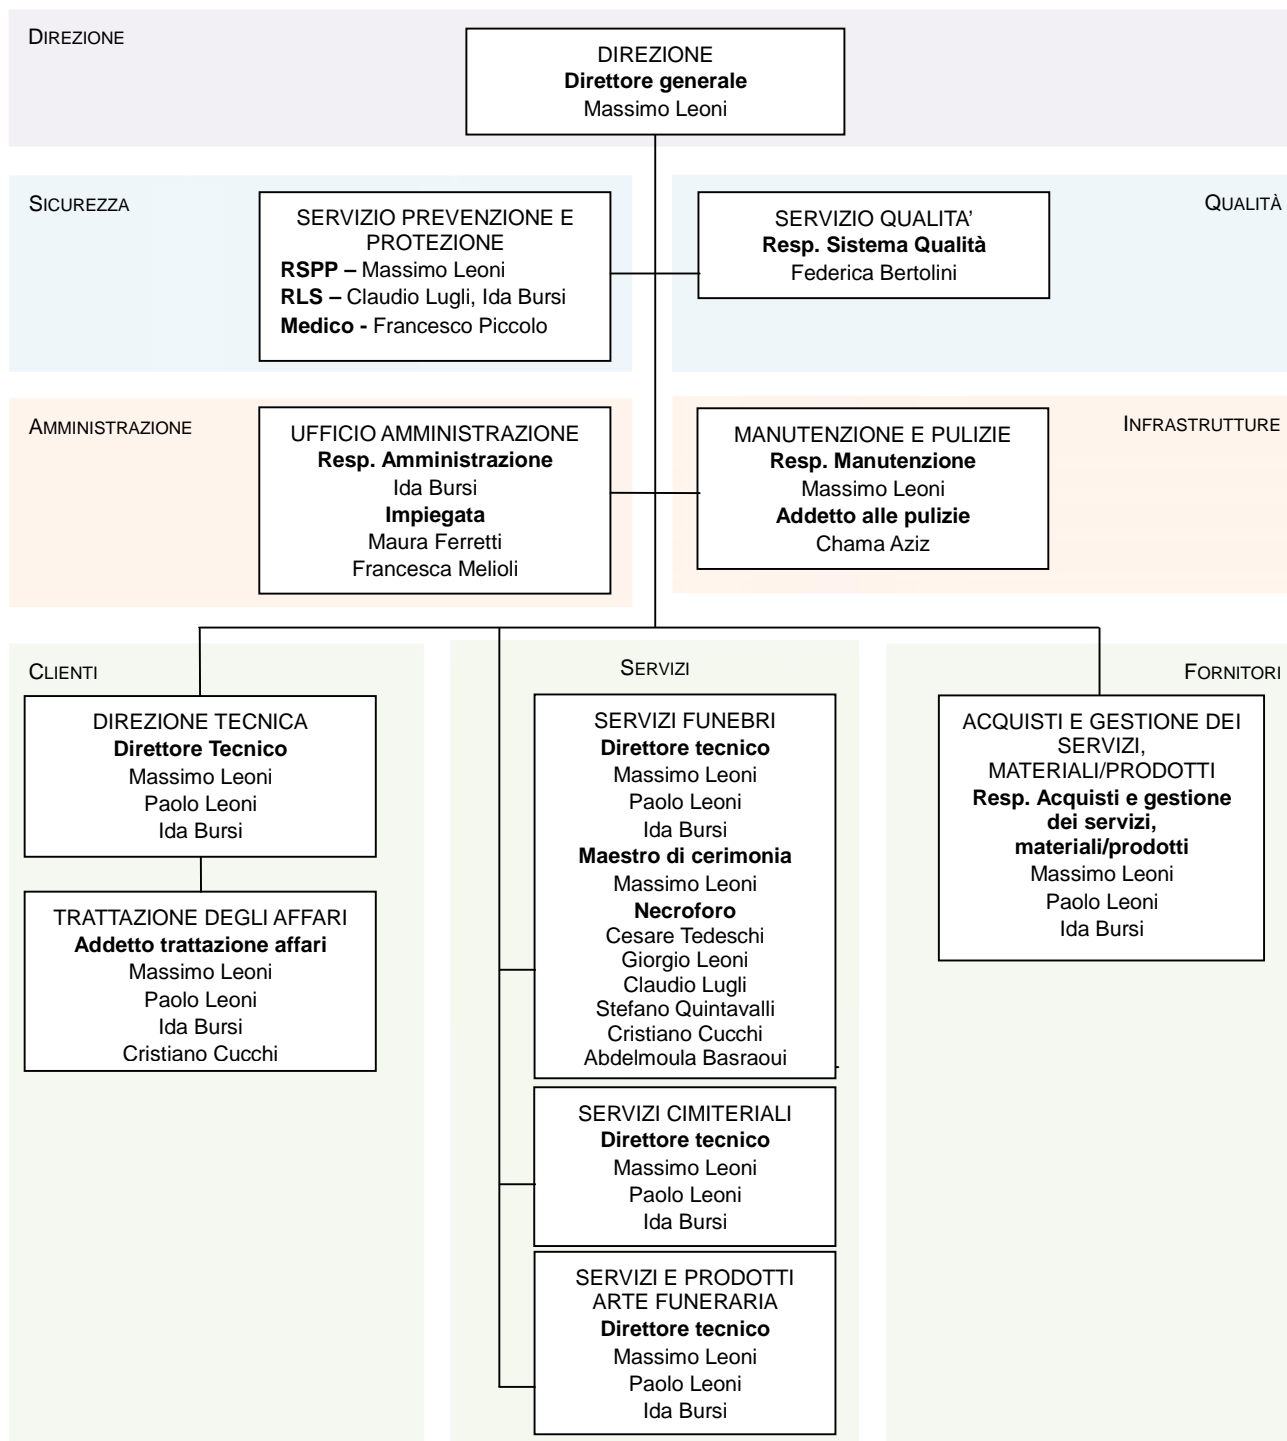 DIREZIONE
DIREZIONE
Direttore generale
Massimo Leoni
SICUREZZA
SERVIZIO PREVENZIONE E
PROTEZIONE
RSPP – Massimo Leoni
RLS – Claudio Lugli, Ida Bursi
Medico - Francesco Piccolo
QUALITÀ
SERVIZIO QUALITA’
Resp. Sistema Qualità
Federica Bertolini
AMMINISTRAZIONE
UFFICIO AMMINISTRAZIONE
Resp. Amministrazione
Ida Bursi
Impiegata
Maura Ferretti
Francesca Melioli
INFRASTRUTTURE
MANUTENZIONE E PULIZIE
Resp. Manutenzione
Massimo Leoni
Addetto alle pulizie
Chama Aziz
CLIENTI
DIREZIONE TECNICA
Direttore Tecnico
Massimo Leoni
Paolo Leoni
Ida Bursi
TRATTAZIONE DEGLI AFFARI
Addetto trattazione affari
Massimo Leoni
Paolo Leoni
Ida Bursi
Cristiano Cucchi
SERVIZI
SERVIZI FUNEBRI
Direttore tecnico
Massimo Leoni
Paolo Leoni
Ida Bursi
Maestro di cerimonia
Massimo Leoni
Necroforo
Cesare Tedeschi
Giorgio Leoni
Claudio Lugli
Stefano Quintavalli
Cristiano Cucchi
Abdelmoula Basraoui
SERVIZI CIMITERIALI
Direttore tecnico
Massimo Leoni
Paolo Leoni
Ida Bursi
SERVIZI E PRODOTTI
ARTE FUNERARIA
Direttore tecnico
Massimo Leoni
Paolo Leoni
Ida Bursi
FORNITORI
ACQUISTI E GESTIONE DEI
SERVIZI,
MATERIALI/PRODOTTI
Resp. Acquisti e gestione
dei servizi,
materiali/prodotti
Massimo Leoni
Paolo Leoni
Ida Bursi